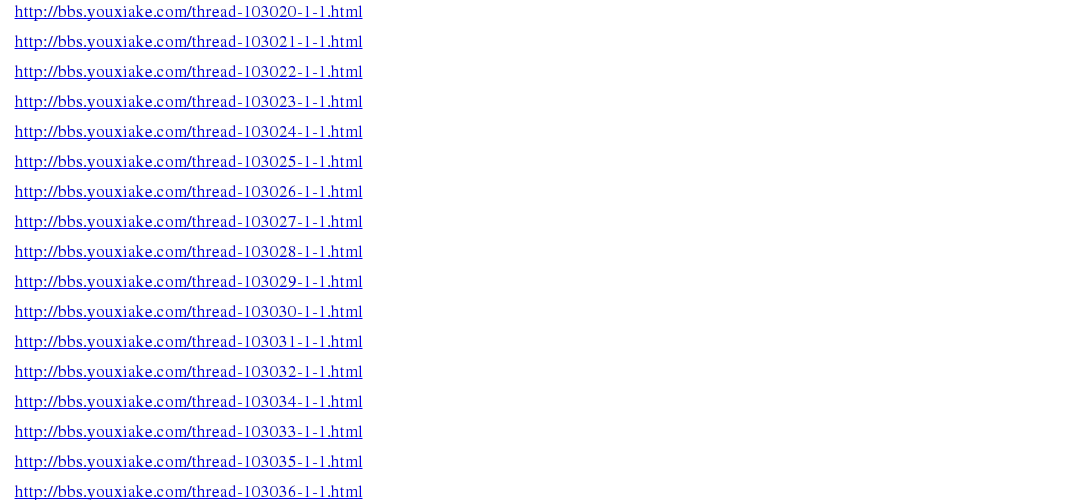 http://bbs.youxiake.com/thread-103020-1-1.html
http://bbs.youxiake.com/thread-103021-1-1.html
http://bbs.youxiake.com/thread-103022-1-1.html
http://bbs.youxiake.com/thread-103023-1-1.html
http://bbs.youxiake.com/thread-103024-1-1.html
http://bbs.youxiake.com/thread-103025-1-1.html
http://bbs.youxiake.com/thread-103026-1-1.html
http://bbs.youxiake.com/thread-103027-1-1.html
http://bbs.youxiake.com/thread-103028-1-1.html
http://bbs.youxiake.com/thread-103029-1-1.html
http://bbs.youxiake.com/thread-103030-1-1.html
http://bbs.youxiake.com/thread-103031-1-1.html
http://bbs.youxiake.com/thread-103032-1-1.html
http://bbs.youxiake.com/thread-103034-1-1.html
http://bbs.youxiake.com/thread-103033-1-1.html
http://bbs.youxiake.com/thread-103035-1-1.html
http://bbs.youxiake.com/thread-103036-1-1.html